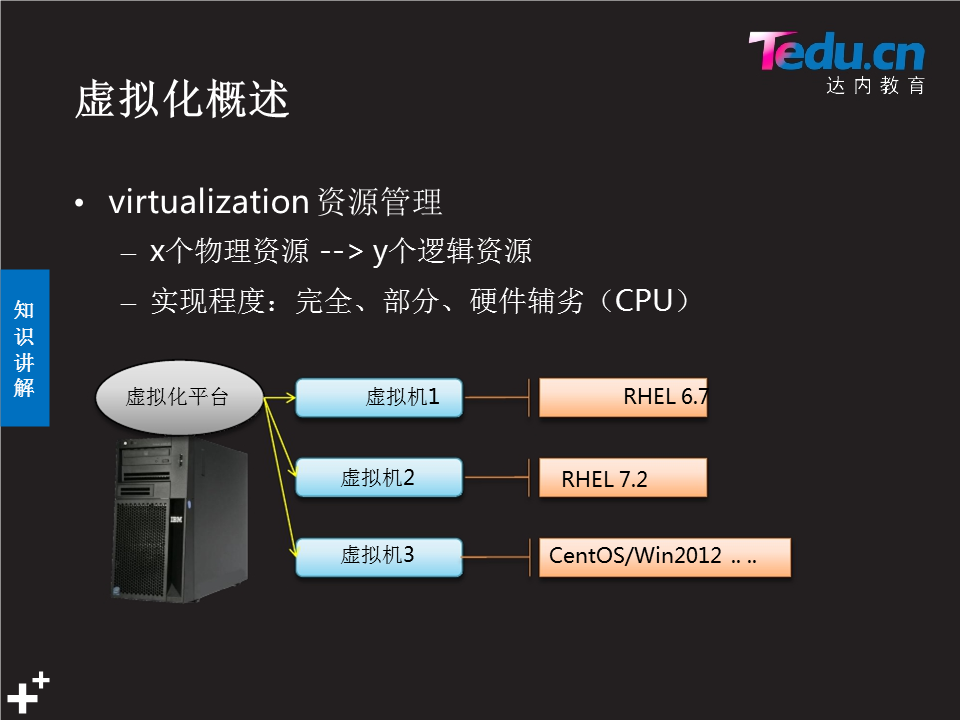 Tedu.cn
达内教育
虚拟化概述
• virtualization 资源管理
– x个物理资源 --> y个逻辑资源
– 实现程度：完全、部分、硬件辅劣（CPU）
知
识
讲
解
虚拟化平台
虚拟机1
RHEL 6.7
虚拟机2
RHEL 7.2
虚拟机3
CentOS/Win2012 .. ..
IBM